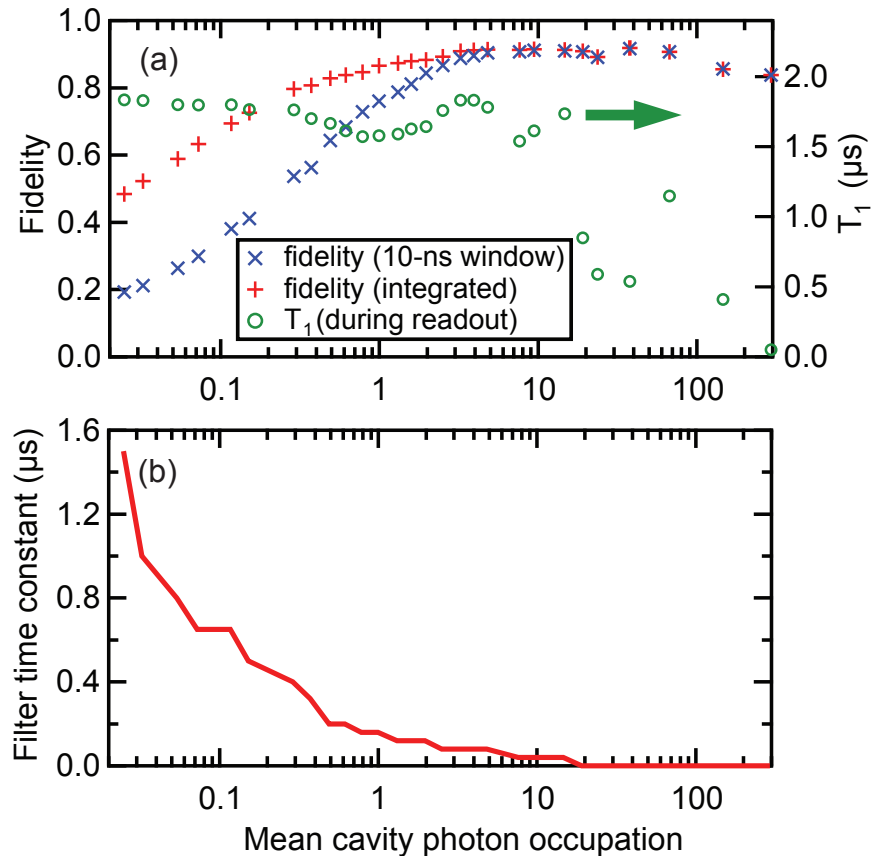 (a)
Fidelity
1.0
0.8
0.6
0.4
0.2
0.0
T₁ (µs)
2.0
1.5
1.0
0.5
0.0
fidelity (10-ns window)
fidelity (integrated)
T₁(during readout)
0.1 1 10 100
(b)
Filter time constant (µs)
1.6
1.2
0.8
0.4
0.0
0.1 1 10 100
Mean cavity photon occupation